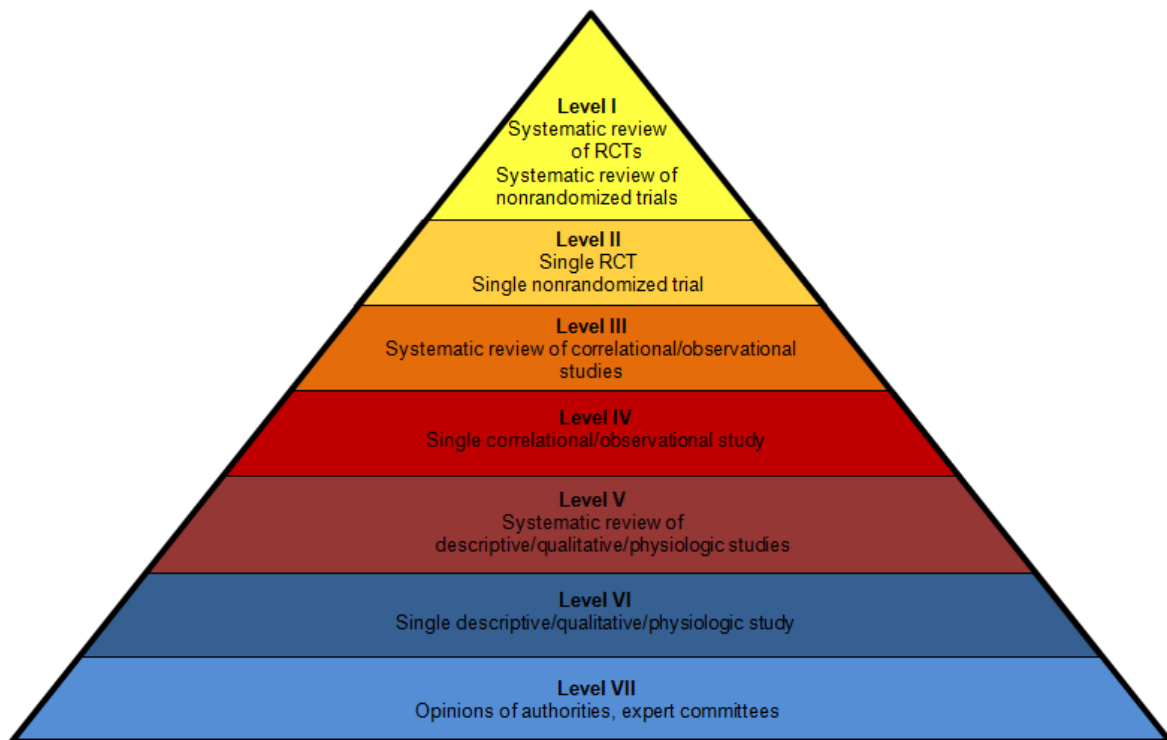 Level I
Systematic review
of RCTs
Systematic review of
nonrandomized trials
Level II
Single RCT
Single nonrandomized trial
Level III
Systematic review of correlational/observational
studies
Level IV
Single correlational/observational study
Level V
Systematic review of
descriptive/qualitative/physiologic studies
Level VI
Single descriptive/qualitative/physiologic study
Level VII
Opinions of authorities, expert committees